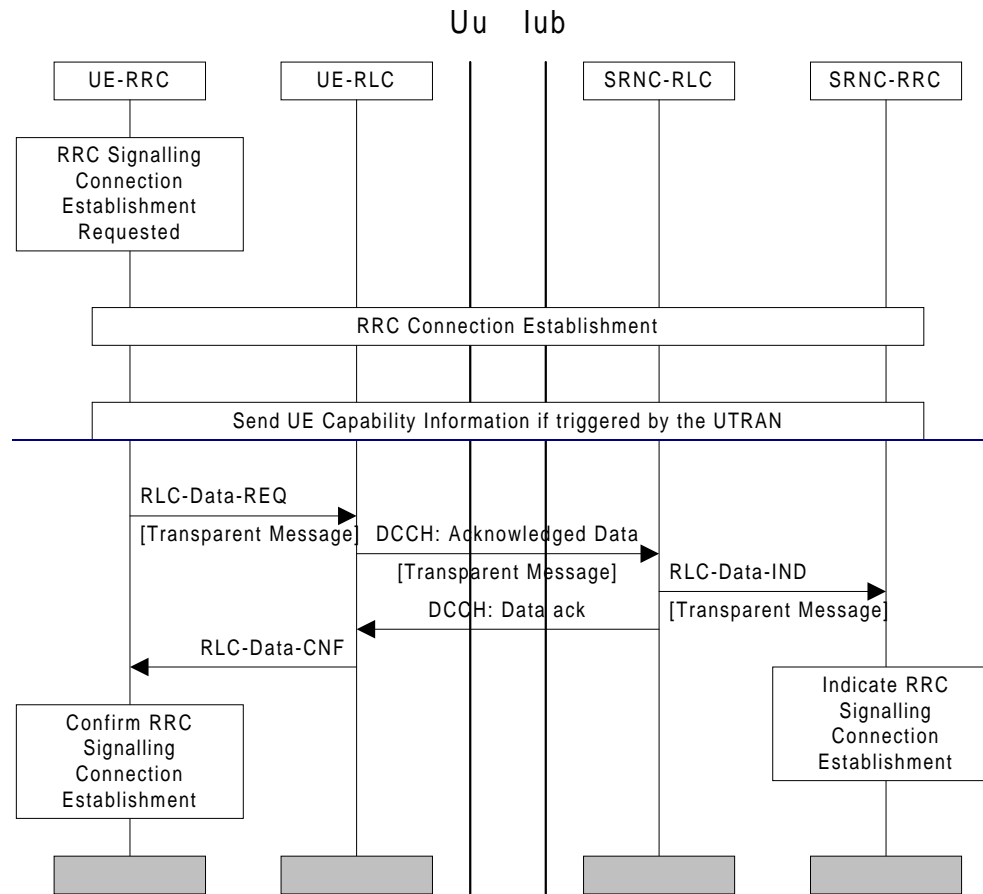 Uu Iub
UE-RRC UE-RLC SRNC-RLC SRNC-RRC
RRC Signalling
Connection
Establishment
Requested
RRC Connection Establishment
Send UE Capability Information if triggered by the UTRAN
RLC-Data-REQ
[Transparent Message]
DCCH: Acknowledged Data
[Transparent Message]
RLC-Data-IND
[Transparent Message]
DCCH: Data ack
RLC-Data-CNF
Indicate RRC
Signalling
Connection
Establishment
Confirm RRC
Signalling
Connection
Establishment